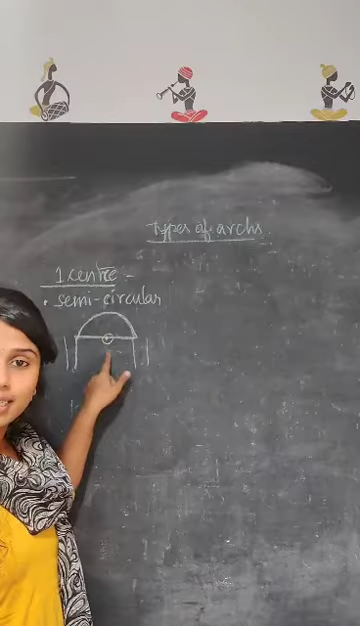 Types of archs
1 centre -
• semi-circular